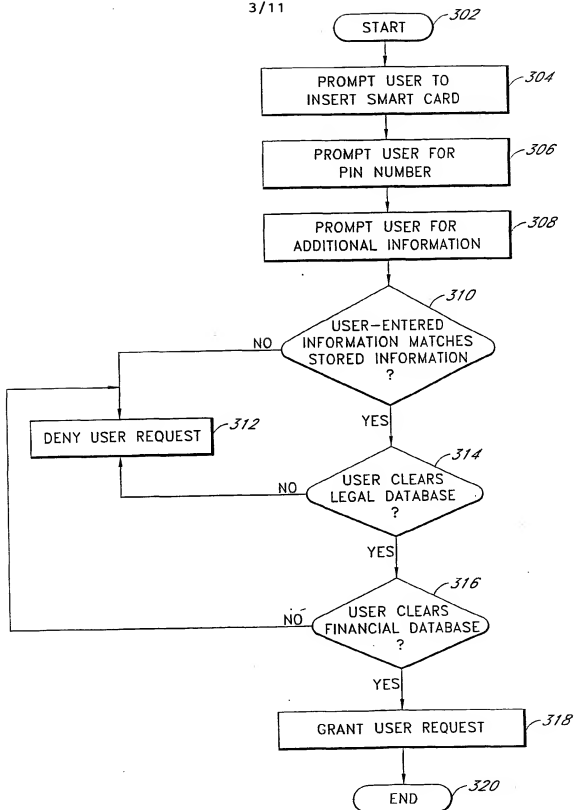 3/11
START
302
PROMPT USER TO
INSERT SMART CARD
304
PROMPT USER FOR
PIN NUMBER
306
PROMPT USER FOR
ADDITIONAL INFORMATION
308
310
USER-ENTERED
INFORMATION MATCHES
STORED INFORMATION
?
NO
YES
DENY USER REQUEST
312
314
USER CLEARS
LEGAL DATABASE
?
NO
YES
316
USER CLEARS
FINANCIAL DATABASE
?
NO
YES
GRANT USER REQUEST
318
END
320